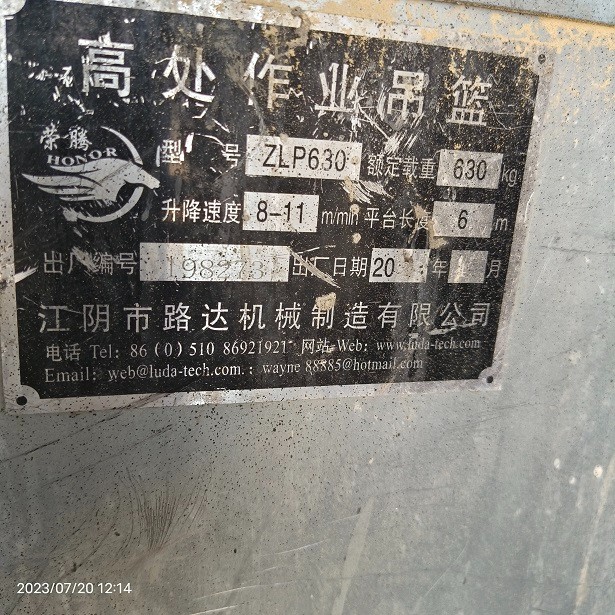 高处作业吊篮
荣腾
HONOR
型号 ZLP630 额定载重 630 kg
升降速度 8-11 m/min 平台长度 6 m
出厂编号 198273 出厂日期 20 年 月
江阴市路达机械制造有限公司
电话 Tel: 86 (0) 510 86921921 网站 Web: www.luda-tech.com
Email: web@luda-tech.com.; wayne 88885@hotmail.com
2023/07/20 12:14